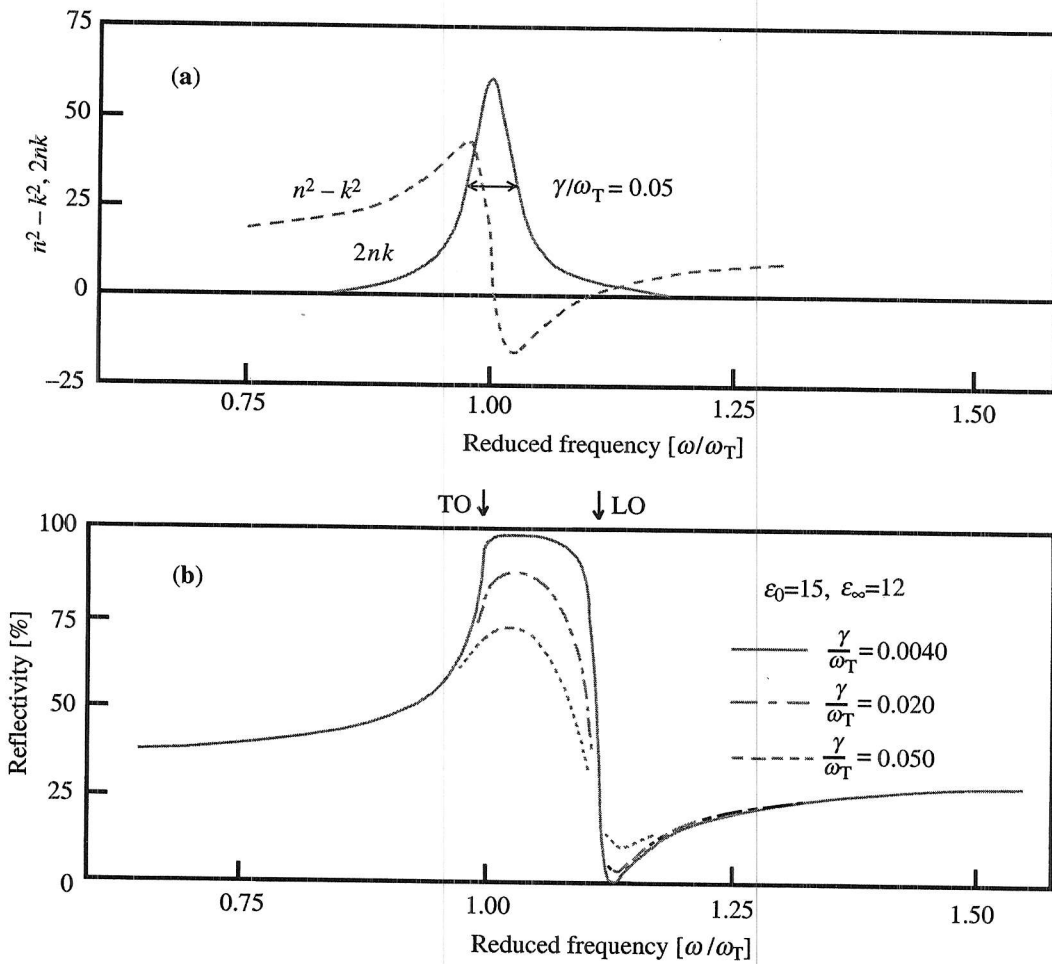 75
(a)
50
n² – k², 2nk
n² – k²
γ/ω_T = 0.05
25
2nk
0
–25
0.75 1.00 1.25 1.50
Reduced frequency [ω/ω_T]
TO LO
100
(b)
ε₀=15, ε∞=12
75
Reflectivity [%]
γ/ω_T = 0.0040
50
γ/ω_T = 0.020
γ/ω_T = 0.050
25
0
0.75 1.00 1.25 1.50
Reduced frequency [ω/ω_T]